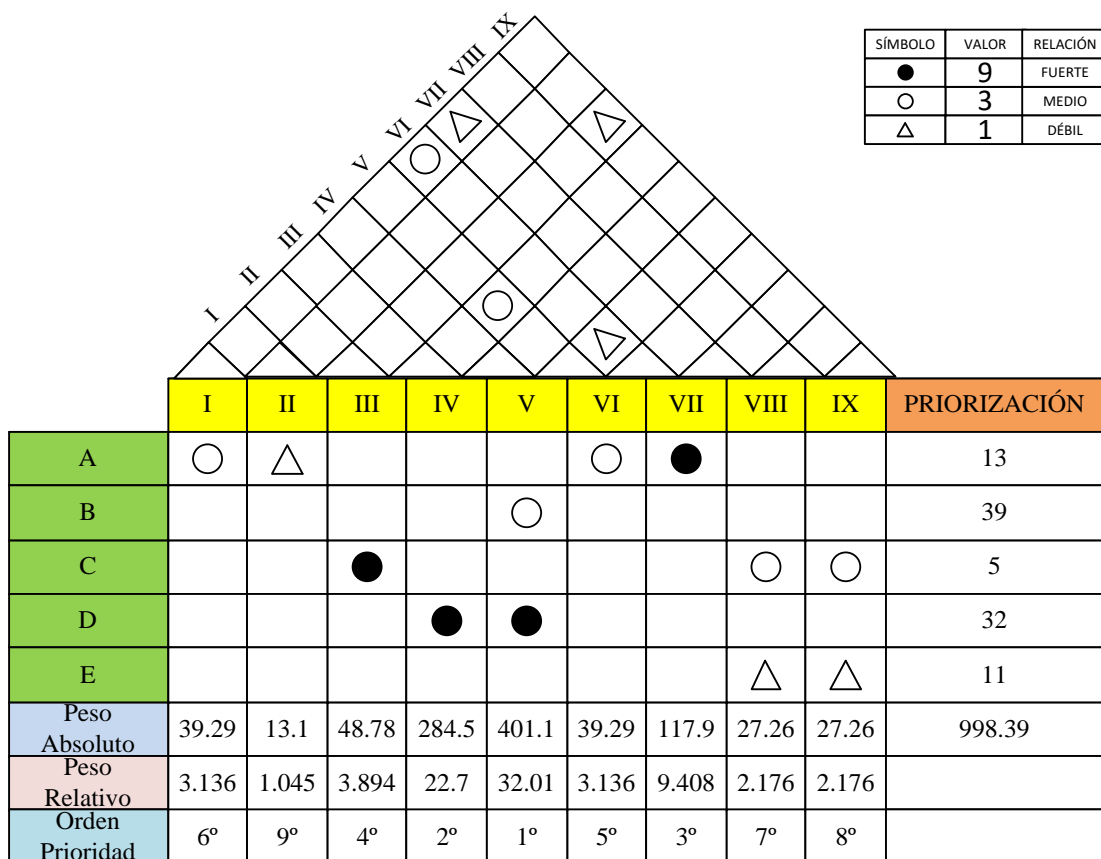 IX
VIII
VII
VI
V
IV
III
II
I
SÍMBOLO VALOR RELACIÓN
9 FUERTE
3 MEDIO
1 DÉBIL
I II III IV V VI VII VIII IX PRIORIZACIÓN
A 13
B 39
C 5
D 32
E 11
Peso
Absoluto 39.29 13.1 48.78 284.5 401.1 39.29 117.9 27.26 27.26 998.39
Peso
Relativo 3.136 1.045 3.894 22.7 32.01 3.136 9.408 2.176 2.176
Orden
Prioridad 6º 9º 4º 2º 1º 5º 3º 7º 8º